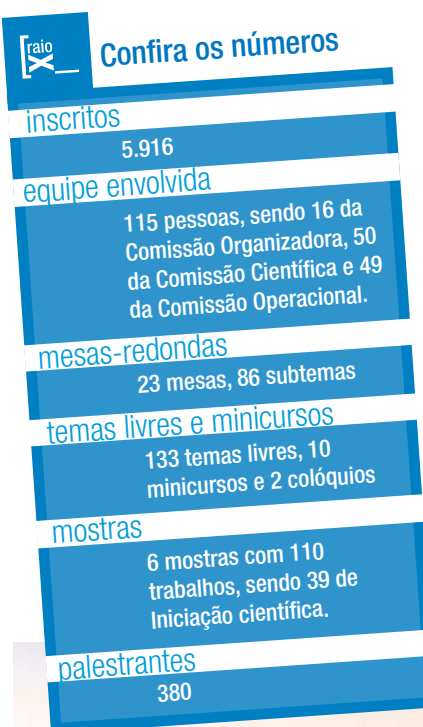 raio
X
Confira os números
inscritos
5.916
equipe envolvida
115 pessoas, sendo 16 da
Comissão Organizadora, 50
da Comissão Científica e 49
da Comissão Operacional.
mesas-redondas
23 mesas, 86 subtemas
temas livres e minicursos
133 temas livres, 10
minicursos e 2 colóquios
mostras
6 mostras com 110
trabalhos, sendo 39 de
Iniciação científica.
palestrantes
380